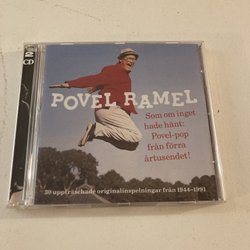 2
CD
POVEL RAMEL
Som om inget
hade hänt:
Povel-pop
från förra
årtusendet!
50 uppfräschade originalinspelningar från 1944-1991